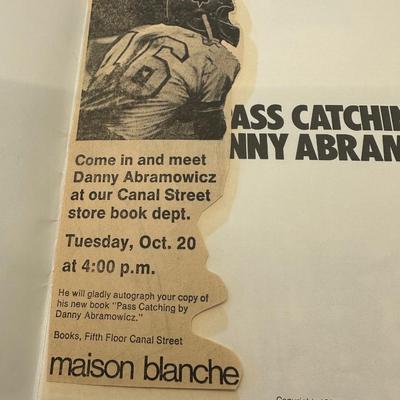 PASS CATCHIN
NNY ABRAN
Come in and meet
Danny Abramowicz
at our Canal Street
store book dept.
Tuesday, Oct. 20
at 4:00 p.m.
He will gladly autograph your copy of
his new book "Pass Catching by
Danny Abramowicz."
Books, Fifth Floor Canal Street
maison blanche